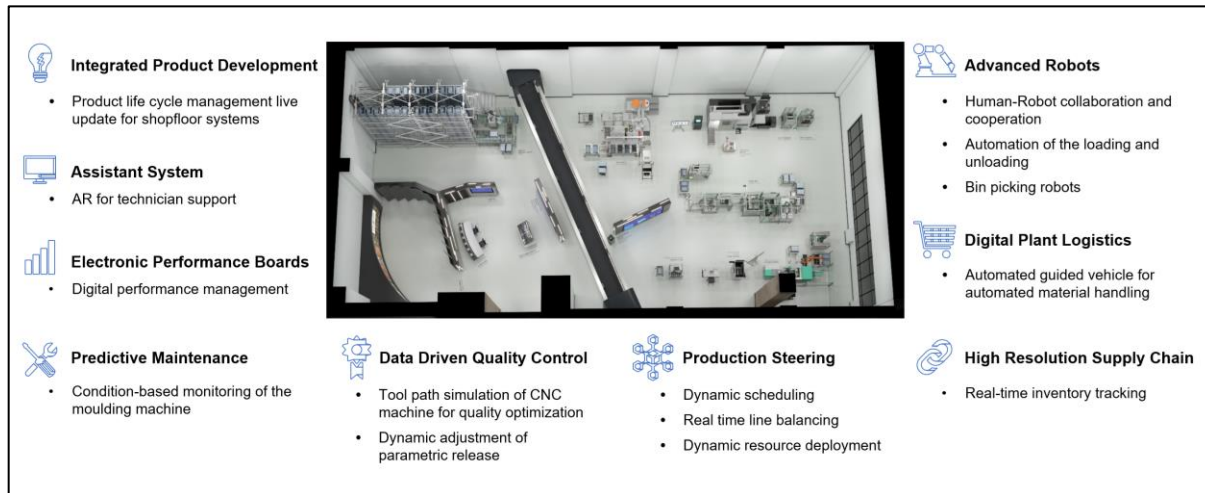 Integrated Product Development
• Product life cycle management live
update for shopfloor systems
Assistant System
• AR for technician support
Electronic Performance Boards
• Digital performance management
Predictive Maintenance
• Condition-based monitoring of the
moulding machine
Data Driven Quality Control
• Tool path simulation of CNC
machine for quality optimization
• Dynamic adjustment of
parametric release
Production Steering
• Dynamic scheduling
• Real time line balancing
• Dynamic resource deployment
Advanced Robots
• Human-Robot collaboration and
cooperation
• Automation of the loading and
unloading
• Bin picking robots
Digital Plant Logistics
• Automated guided vehicle for
automated material handling
High Resolution Supply Chain
• Real-time inventory tracking